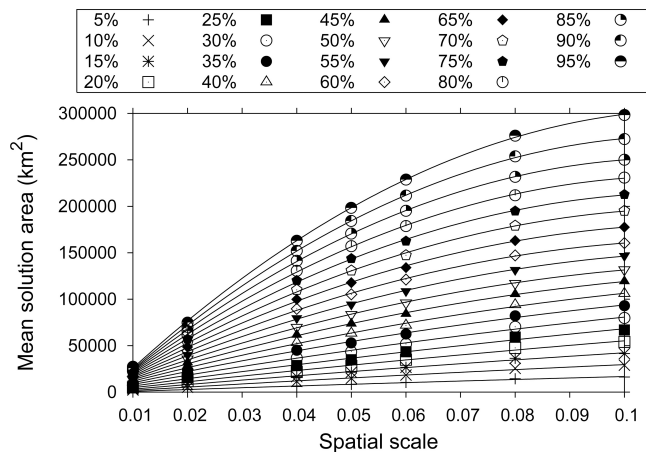 5% 25% 45% 65% 85%
10% 30% 50% 70% 90%
15% 35% 55% 75% 95%
20% 40% 60% 80%
300000
250000
200000
150000
100000
50000
0
Mean solution area (km²)
0.01 0.02 0.03 0.04 0.05 0.06 0.07 0.08 0.09 0.1
Spatial scale